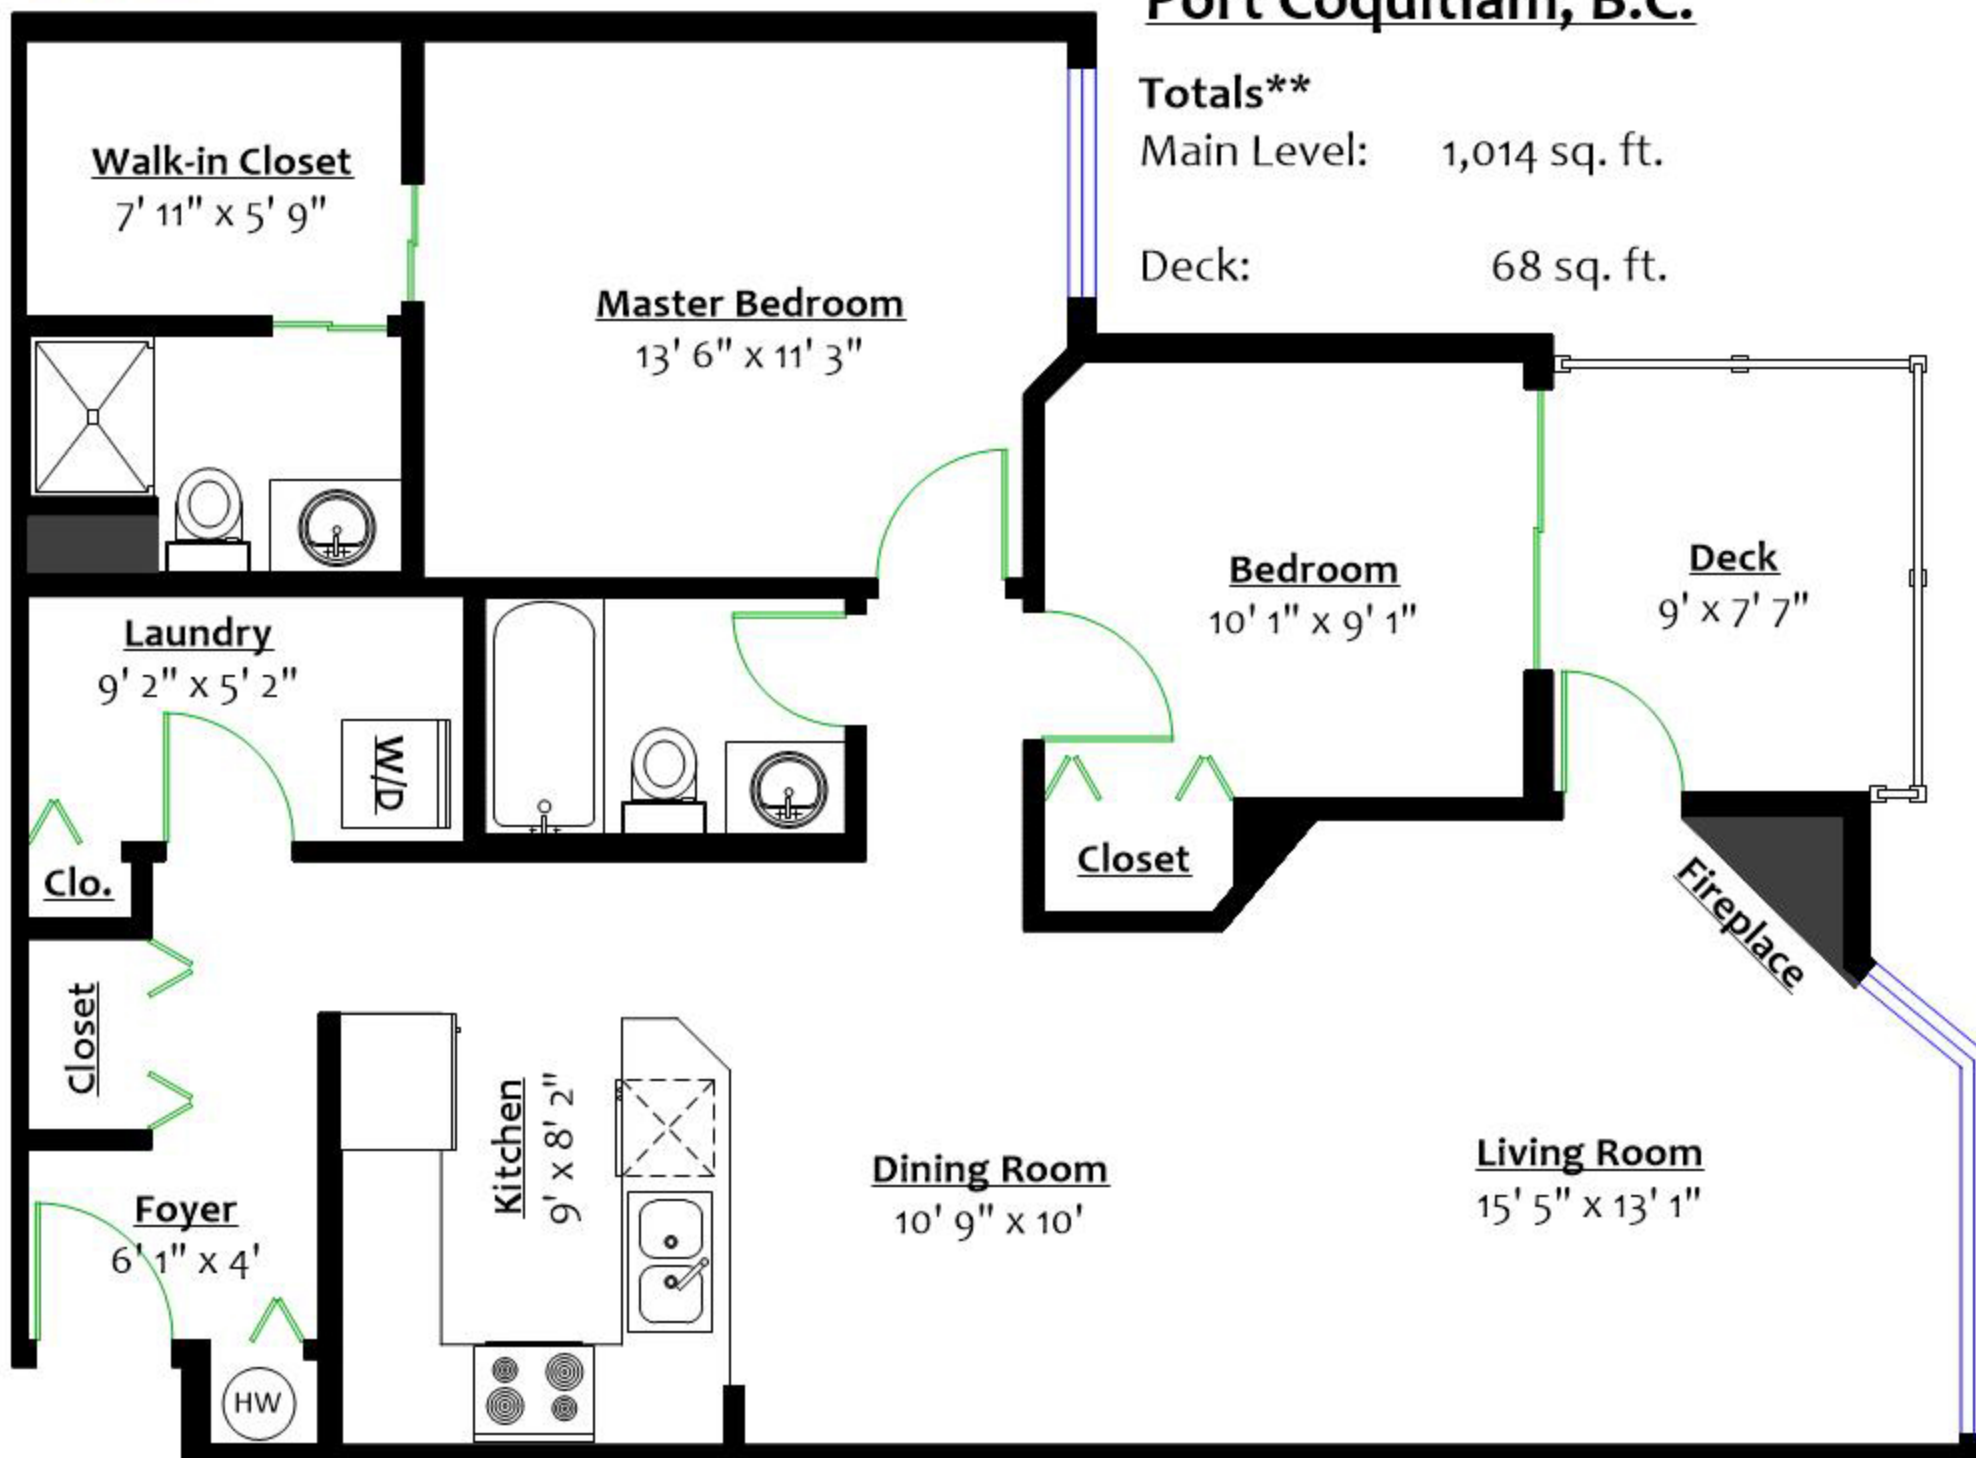 Port Coquitlam, B.C.
Totals**
Main Level: 1,014 sq. ft.
Deck: 68 sq. ft.
Walk-in Closet
7' 11" x 5' 9"
Master Bedroom
13' 6" x 11' 3"
Bedroom
10' 1" x 9' 1"
Deck
9' x 7' 7"
Laundry
9' 2" x 5' 2"
W/D
Clo.
Closet
Closet
Fireplace
Kitchen
9' x 8' 2"
Dining Room
10' 9" x 10'
Living Room
15' 5" x 13' 1"
Foyer
6' 1" x 4'
HW